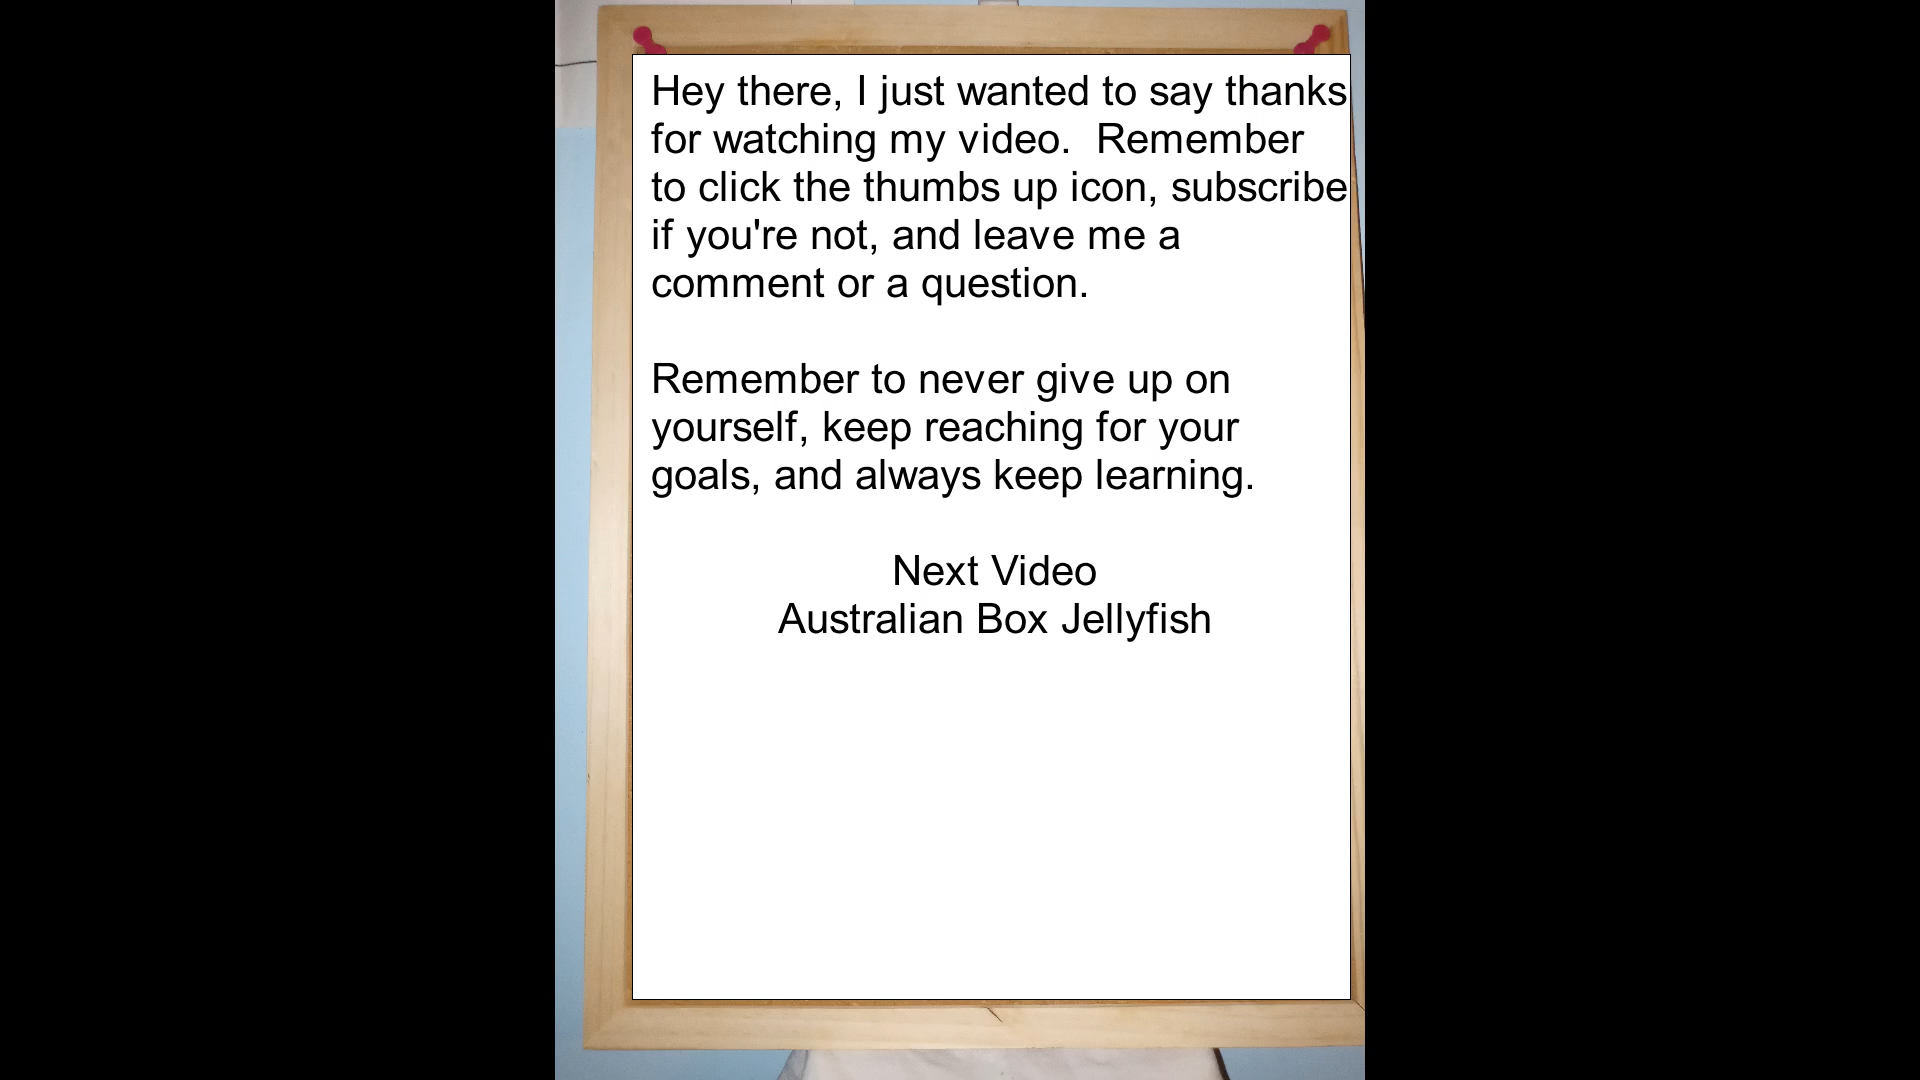 Hey there, I just wanted to say thanks
for watching my video.  Remember
to click the thumbs up icon, subscribe
if you're not, and leave me a
comment or a question.
Remember to never give up on
yourself, keep reaching for your
goals, and always keep learning.
Next Video
Australian Box Jellyfish